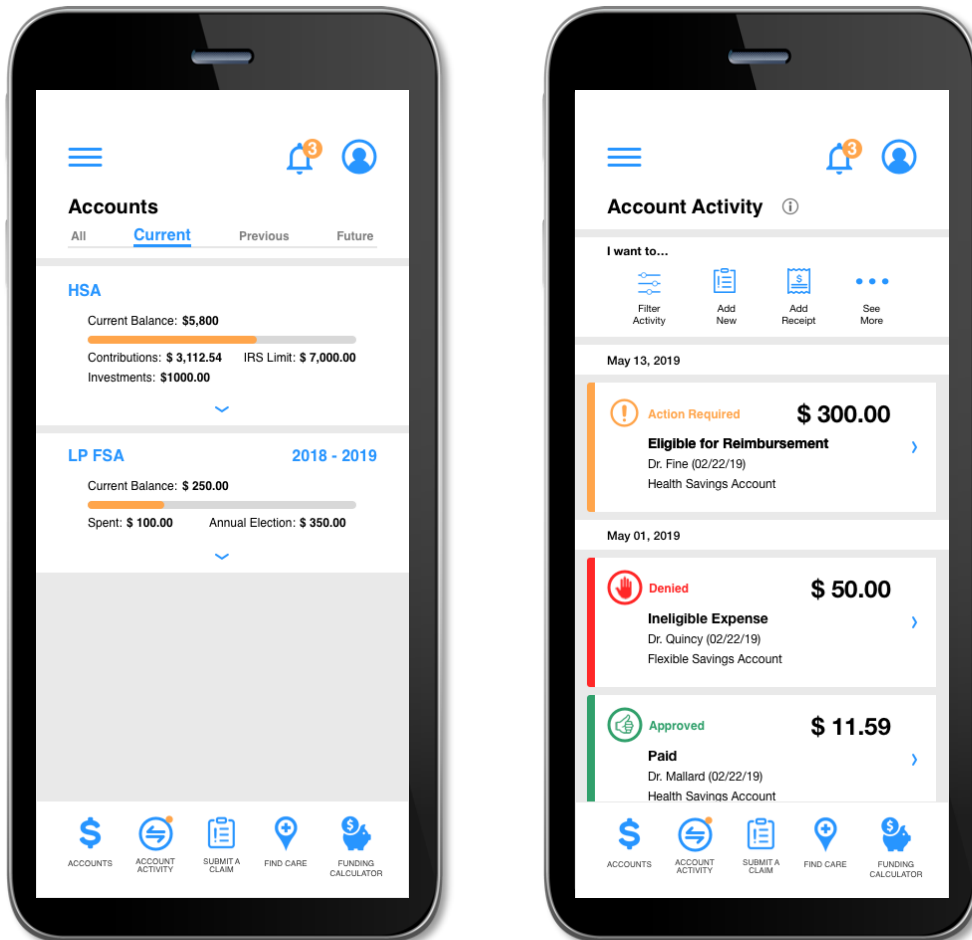 3
Accounts
All Current Previous Future
HSA
Current Balance: $5,800
Contributions: $ 3,112.54 IRS Limit: $ 7,000.00
Investments: $1000.00
LP FSA 2018 - 2019
Current Balance: $ 250.00
Spent: $ 100.00 Annual Election: $ 350.00
$
ACCOUNTS
ACCOUNT
ACTIVITY
SUBMIT A
CLAIM
FIND CARE
$
FUNDING
CALCULATOR
3
Account Activity i
I want to...
Filter
Activity
Add
New
$
Add
Receipt
See
More
May 13, 2019
! Action Required $ 300.00
Eligible for Reimbursement
Dr. Fine (02/22/19)
Health Savings Account
May 01, 2019
Denied $ 50.00
Ineligible Expense
Dr. Quincy (02/22/19)
Flexible Savings Account
Approved $ 11.59
Paid
Dr. Mallard (02/22/19)
Health Savings Account
$
ACCOUNTS
ACCOUNT
ACTIVITY
SUBMIT A
CLAIM
FIND CARE
$
FUNDING
CALCULATOR